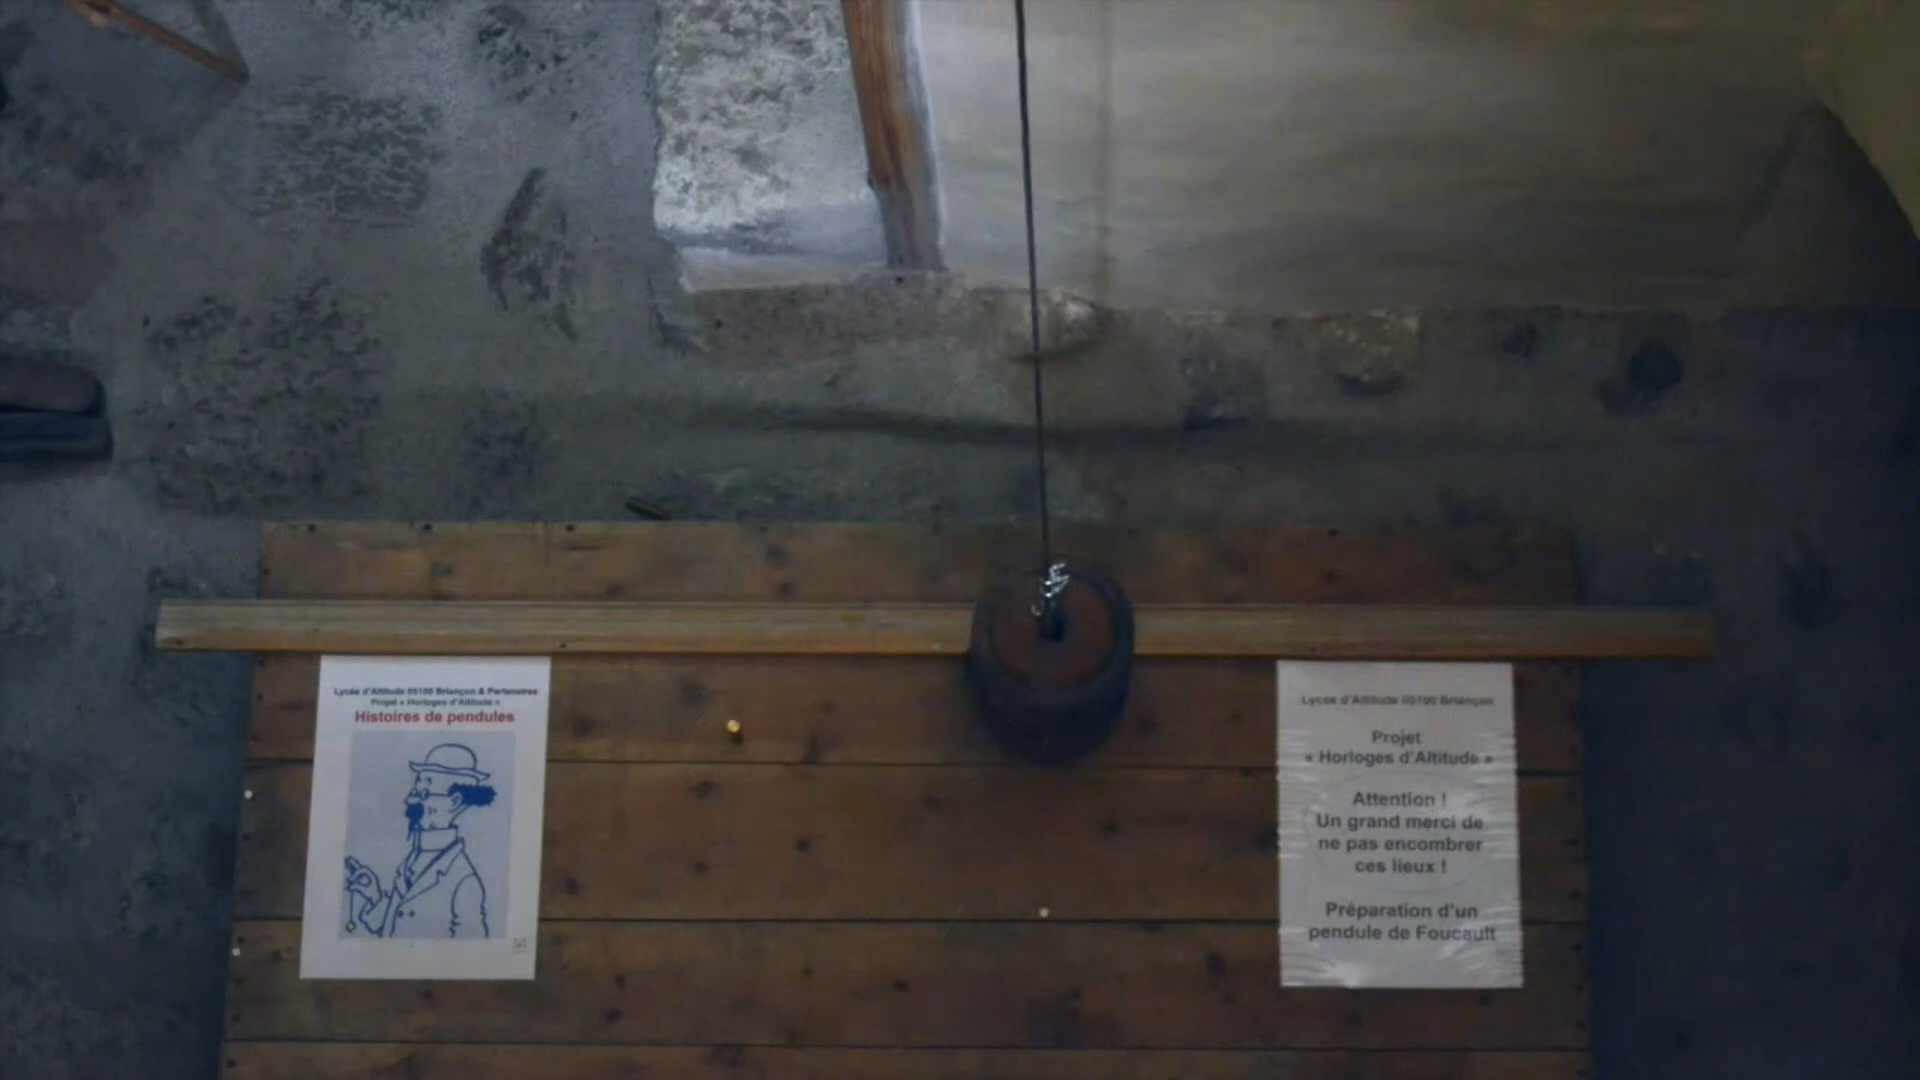 Lycée d'Altitude 05100 Briançon & Partenaires
Projet « Horloges d'Altitude »
Histoires de pendules
Lycée d'Altitude 05100 Briançon
Projet
« Horloges d'Altitude »
Attention !
Un grand merci de
ne pas encombrer
ces lieux !
Préparation d'un
pendule de Foucault